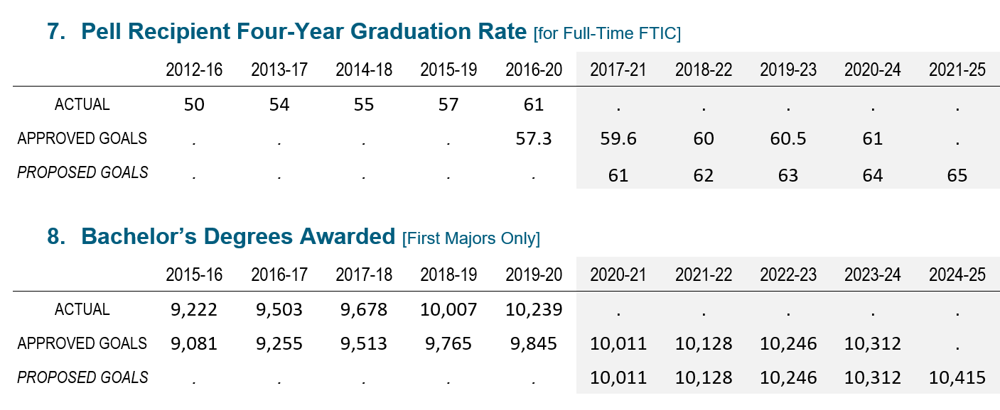 7. Pell Recipient Four-Year Graduation Rate [for Full-Time FTIC]
2012-16 2013-17 2014-18 2015-19 2016-20 2017-21 2018-22 2019-23 2020-24 2021-25
ACTUAL 50 54 55 57 61 . . . . .
APPROVED GOALS . . . . 57.3 59.6 60 60.5 61 .
PROPOSED GOALS . . . . . 61 62 63 64 65
8. Bachelor’s Degrees Awarded [First Majors Only]
2015-16 2016-17 2017-18 2018-19 2019-20 2020-21 2021-22 2022-23 2023-24 2024-25
ACTUAL 9,222 9,503 9,678 10,007 10,239 . . . . .
APPROVED GOALS 9,081 9,255 9,513 9,765 9,845 10,011 10,128 10,246 10,312 .
PROPOSED GOALS . . . . . 10,011 10,128 10,246 10,312 10,415